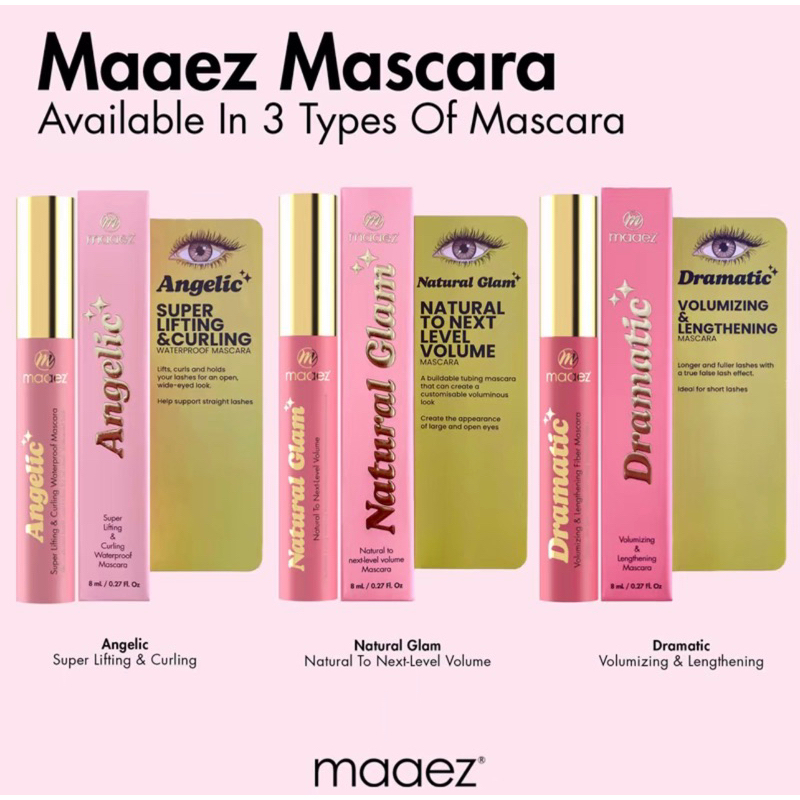 Maaez Mascara
Available In 3 Types Of Mascara
maaez
Angelic
Super Lifting & Curling Waterproof Mascara
maaez
Angelic
Super
Lifting
&
Curling
Waterproof
Mascara
8 mL / 0.27 Fl. Oz
Angelic
SUPER
LIFTING
&CURLING
WATERPROOF MASCARA
Lifts, curls and holds
your lashes for an open,
wide-eyed look.
Help support straight lashes
maaez
Natural Glam
Natural To Next-Level Volume
maaez
Natural Glam
Natural to
next-level volume
Mascara
8 mL / 0.27 Fl. Oz
Natural Glam
NATURAL
TO NEXT
LEVEL
VOLUME
MASCARA
A buildable tubing mascara
that can create a
customisable voluminous
look
Create the appearance
of large and open eyes
maaez
Dramatic
Volumizing & Lengthening Fiber Mascara
maaez
Dramatic
Volumizing
&
Lengthening
Mascara
8 mL / 0.27 Fl. Oz
Dramatic
VOLUMIZING
&
LENGTHENING
MASCARA
Longer and fuller lashes with
a true false lash effect.
Ideal for short lashes
Angelic
Super Lifting & Curling
Natural Glam
Natural To Next-Level Volume
Dramatic
Volumizing & Lengthening
maaez®